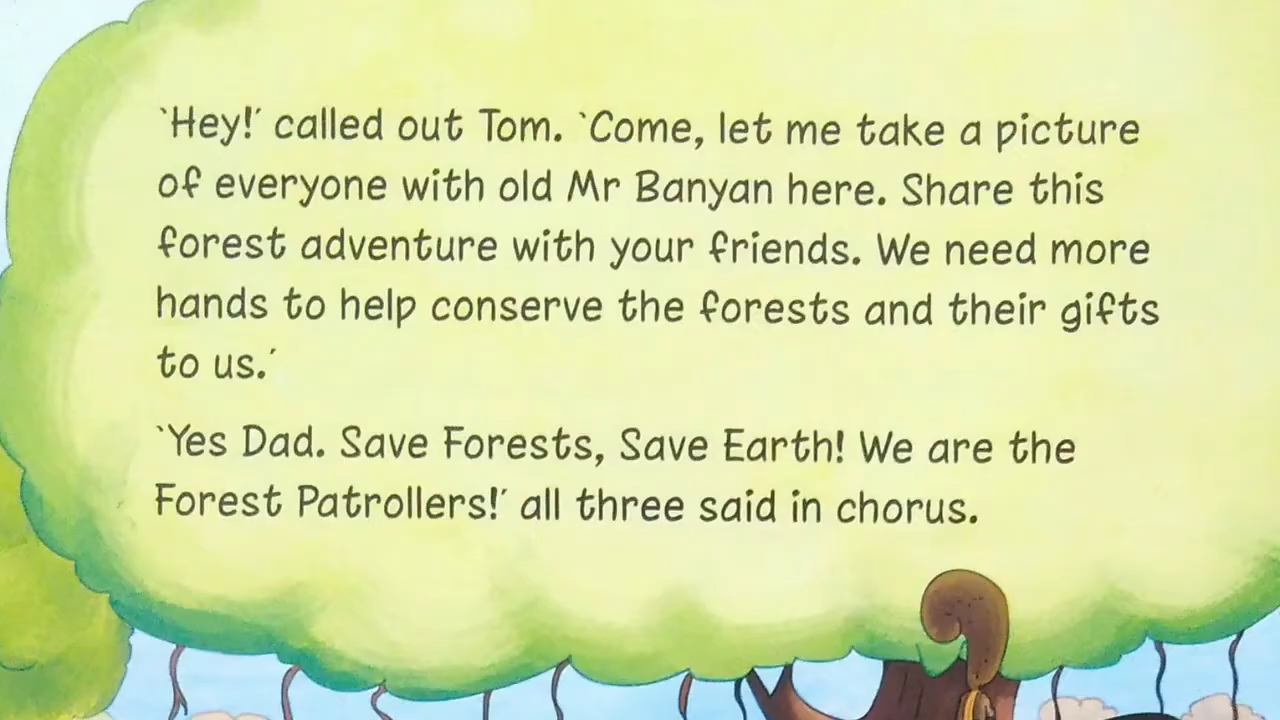 ‵Hey!′ called out Tom. ‵Come, let me take a picture
of everyone with old Mr Banyan here. Share this
forest adventure with your friends. We need more
hands to help conserve the forests and their gifts
to us.′
‵Yes Dad. Save Forests, Save Earth! We are the
Forest Patrollers!′ all three said in chorus.